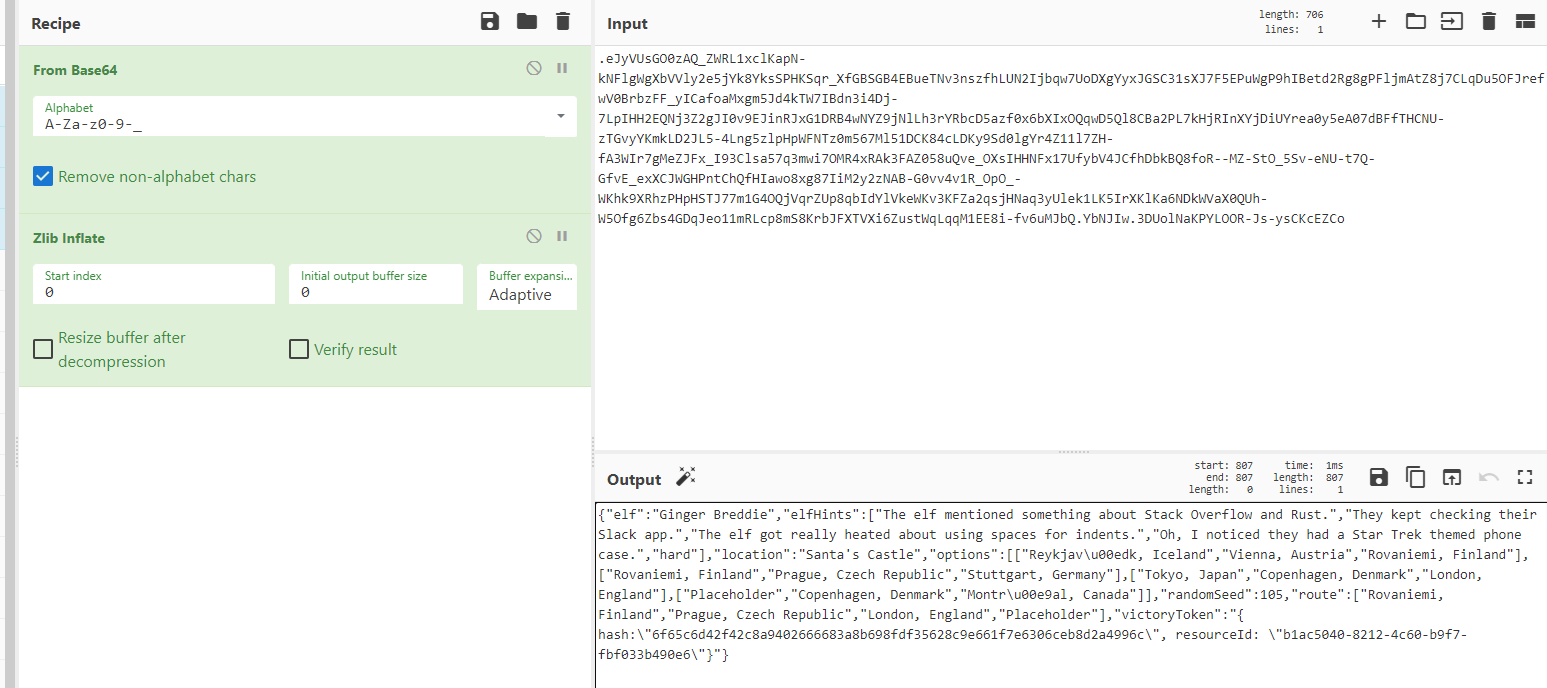 Recipe
From Base64
Alphabet
A-Za-z0-9-_
Remove non-alphabet chars
Zlib Inflate
Start index
0
Initial output buffer size
0
Buffer expansi...
Adaptive
Resize buffer after
decompression
Verify result
Input
length: 706
lines: 1
.eJyVUsGO0zAQ_ZWRL1xclKapN-
kNFlgWgXbVVly2e5jYk8YksSPHKSqr_XfGBSGB4EBueTNv3nszfhLUN2Ijbqw7UoDXgYyxJGSC31sXJ7F5EPuWgP9hIBetd2Rg8gPFljmAtZ8j7CLqDu5OFJref
wV0BrbzFF_yICafoaMxgm5Jd4kTW7IBdn3i4Dj-
7LpIHH2EQNj3Z2gJI0v9EJinRJxG1DRB4wNYZ9jNlLh3rYRbcD5azf0x6bXIxOQqwD5Ql8CBa2PL7kHjRInXYjDiUYrea0y5eA07dBFfTHCNU-
zTGvyYKmkLD2JL5-4Lng5zlpHpWFNTz0m567Ml51DCK84cLDKy9Sd0lgYr4Z11l7ZH-
fA3WIr7gMeZJFx_I93Clsa57q3mwi7OMR4xRAk3FAZ058uQve_OXsIHHNFx17UfybV4JCfhDbkBQ8foR--MZ-StO_5Sv-eNU-t7Q-
GfvE_exXCJWGHPntChQfHIawo8xg87IiM2y2zNAB-G0vv4v1R_OpO_-
WKhk9XRhzPHpHSTJ77m1G4OQjVqrZUp8qbIdYlVkeWKv3KFZa2qsjHNaq3yUlek1LK5IrXKlKa6NDkWVaX0QUh-
W5Ofg6Zbs4GDqJeo11mRLcp8mS8KrbJFXTVXi6ZustWqLqqM1EE8i-fv6uMJbQ.YbNJIw.3DUolNaKPYLOOR-Js-ysCKcEZCo
Output
start: 807
end: 807
length: 0
time: 1ms
length: 807
lines: 1
{"elf":"Ginger Breddie","elfHints":["The elf mentioned something about Stack Overflow and Rust.","They kept checking their
Slack app.","The elf got really heated about using spaces for indents.","Oh, I noticed they had a Star Trek themed phone
case.","hard"],"location":"Santa's Castle","options":[["Reykjav\u00edk, Iceland","Vienna, Austria","Rovaniemi, Finland"],
["Rovaniemi, Finland","Prague, Czech Republic","Stuttgart, Germany"],["Tokyo, Japan","Copenhagen, Denmark","London,
England"],["Placeholder","Copenhagen, Denmark","Montr\u00e9al, Canada"]],"randomSeed":105,"route":["Rovaniemi,
Finland","Prague, Czech Republic","London, England","Placeholder"],"victoryToken":"{
hash:\"6f65c6d42f42c8a9402666683a8b698fdf35628c9e661f7e6306ceb8d2a4996c\", resourceId: \"b1ac5040-8212-4c60-b9f7-
fbf033b490e6\"}"}